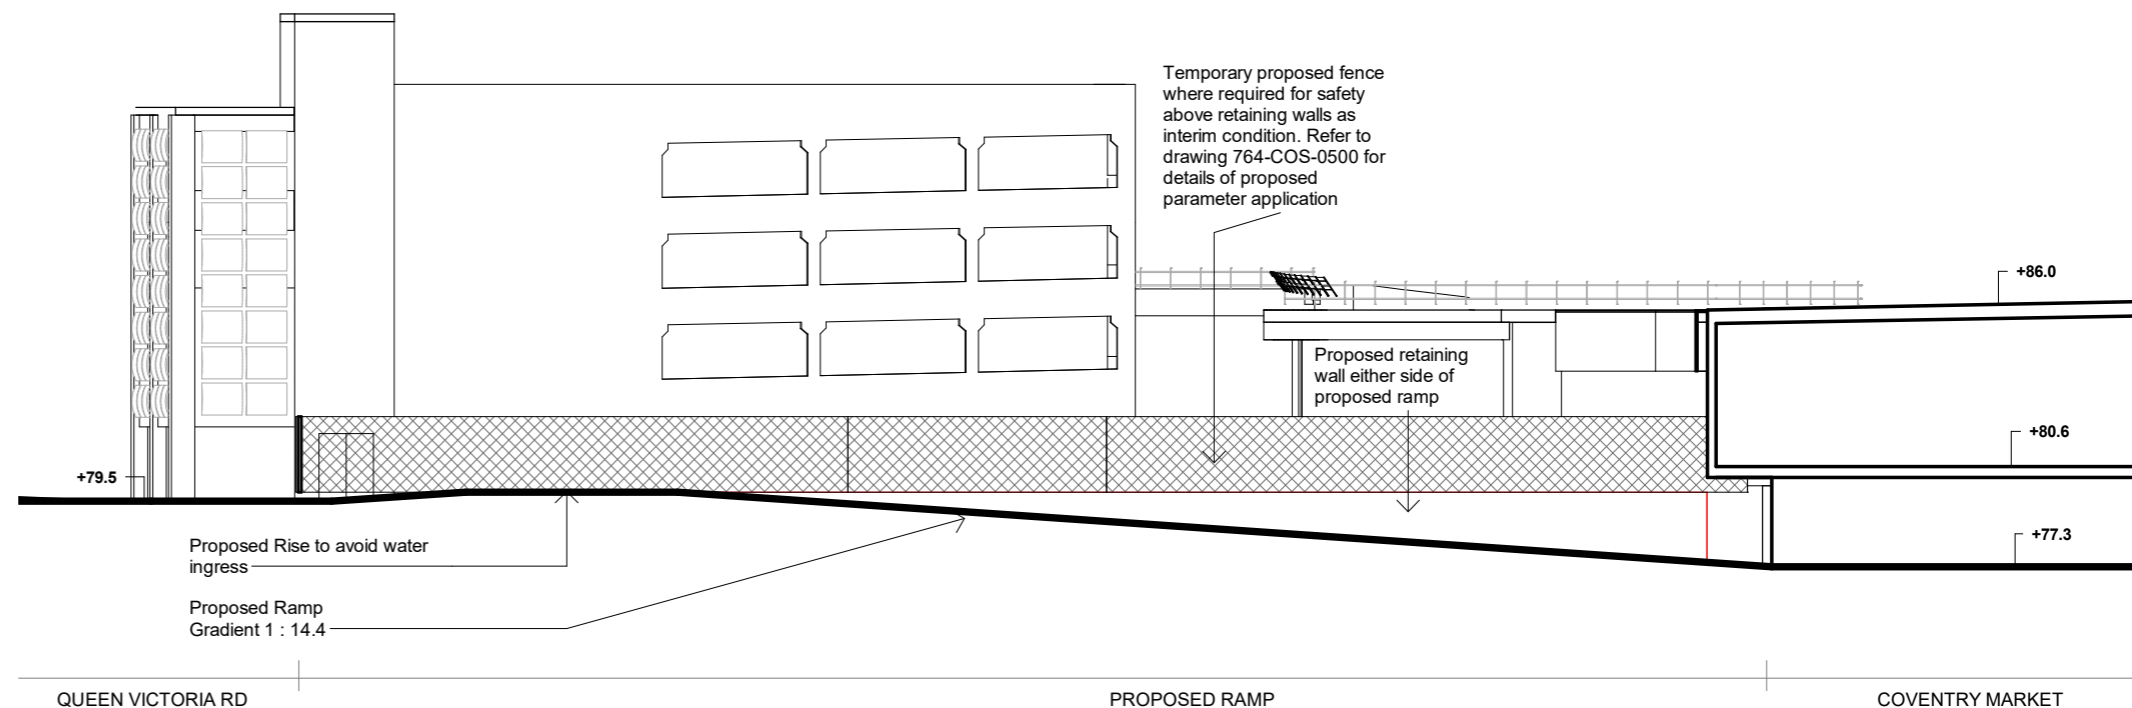 Temporary proposed fence
where required for safety
above retaining walls as
interim condition. Refer to
drawing 764-COS-0500 for
details of proposed
parameter application
+86.0
Proposed retaining
wall either side of
proposed ramp
+80.6
+79.5
+77.3
Proposed Rise to avoid water
ingress
Proposed Ramp
Gradient 1 : 14.4
QUEEN VICTORIA RD
PROPOSED RAMP
COVENTRY MARKET